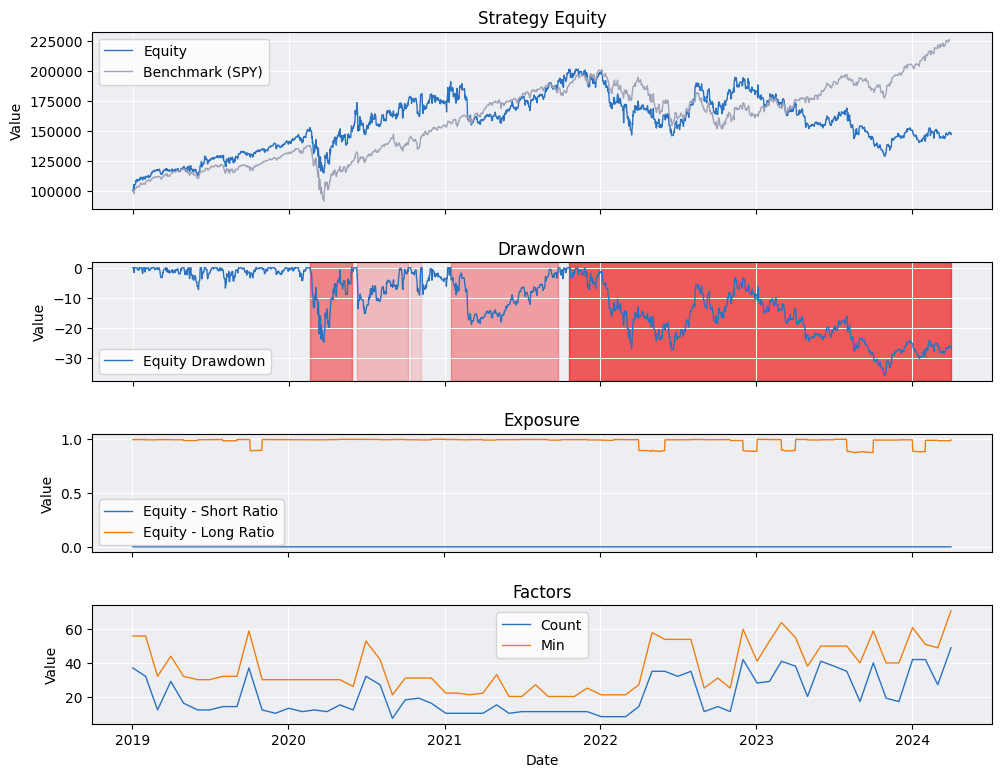 Strategy Equity
Value
225000
200000
175000
150000
125000
100000
Equity
Benchmark (SPY)
Drawdown
Value
0
−10
−20
−30
Equity Drawdown
Exposure
Value
1.0
0.5
0.0
Equity - Short Ratio
Equity - Long Ratio
Factors
Value
60
40
20
Count
Min
2019 2020 2021 2022 2023 2024
Date